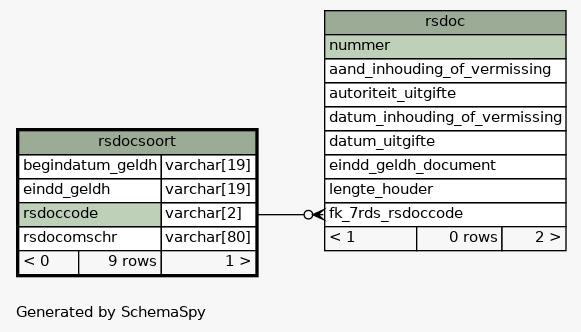 rsdoc
nummer
aand_inhouding_of_vermissing
autoriteit_uitgifte
datum_inhouding_of_vermissing
datum_uitgifte
eindd_geldh_document
lengte_houder
fk_7rds_rsdoccode
< 1 0 rows 2 >
rsdocsoort
begindatum_geldh varchar[19]
eindd_geldh varchar[19]
rsdoccode varchar[2]
rsdocomschr varchar[80]
< 0 9 rows 1 >
Generated by SchemaSpy